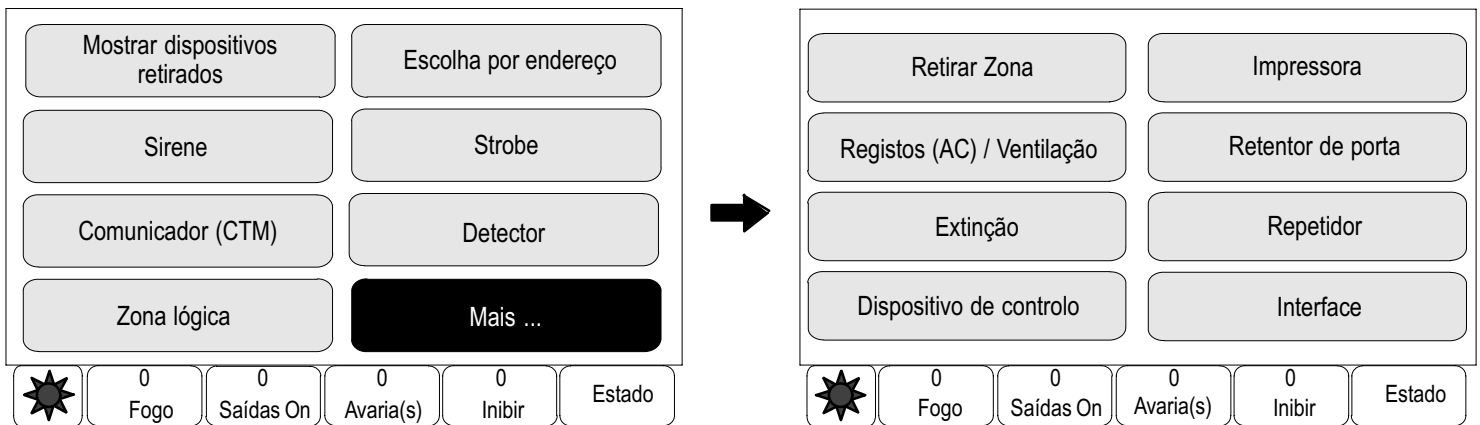 Mostrar dispositivos
retirados
Escolha por endereço
Sirene
Strobe
Comunicador (CTM)
Detector
Zona lógica
Mais ...
0
Fogo
0
Saídas On
0
Avaria(s)
0
Inibir
Estado
Retirar Zona
Impressora
Registos (AC) / Ventilação
Retentor de porta
Extinção
Repetidor
Dispositivo de controlo
Interface
0
Fogo
0
Saídas On
0
Avaria(s)
0
Inibir
Estado